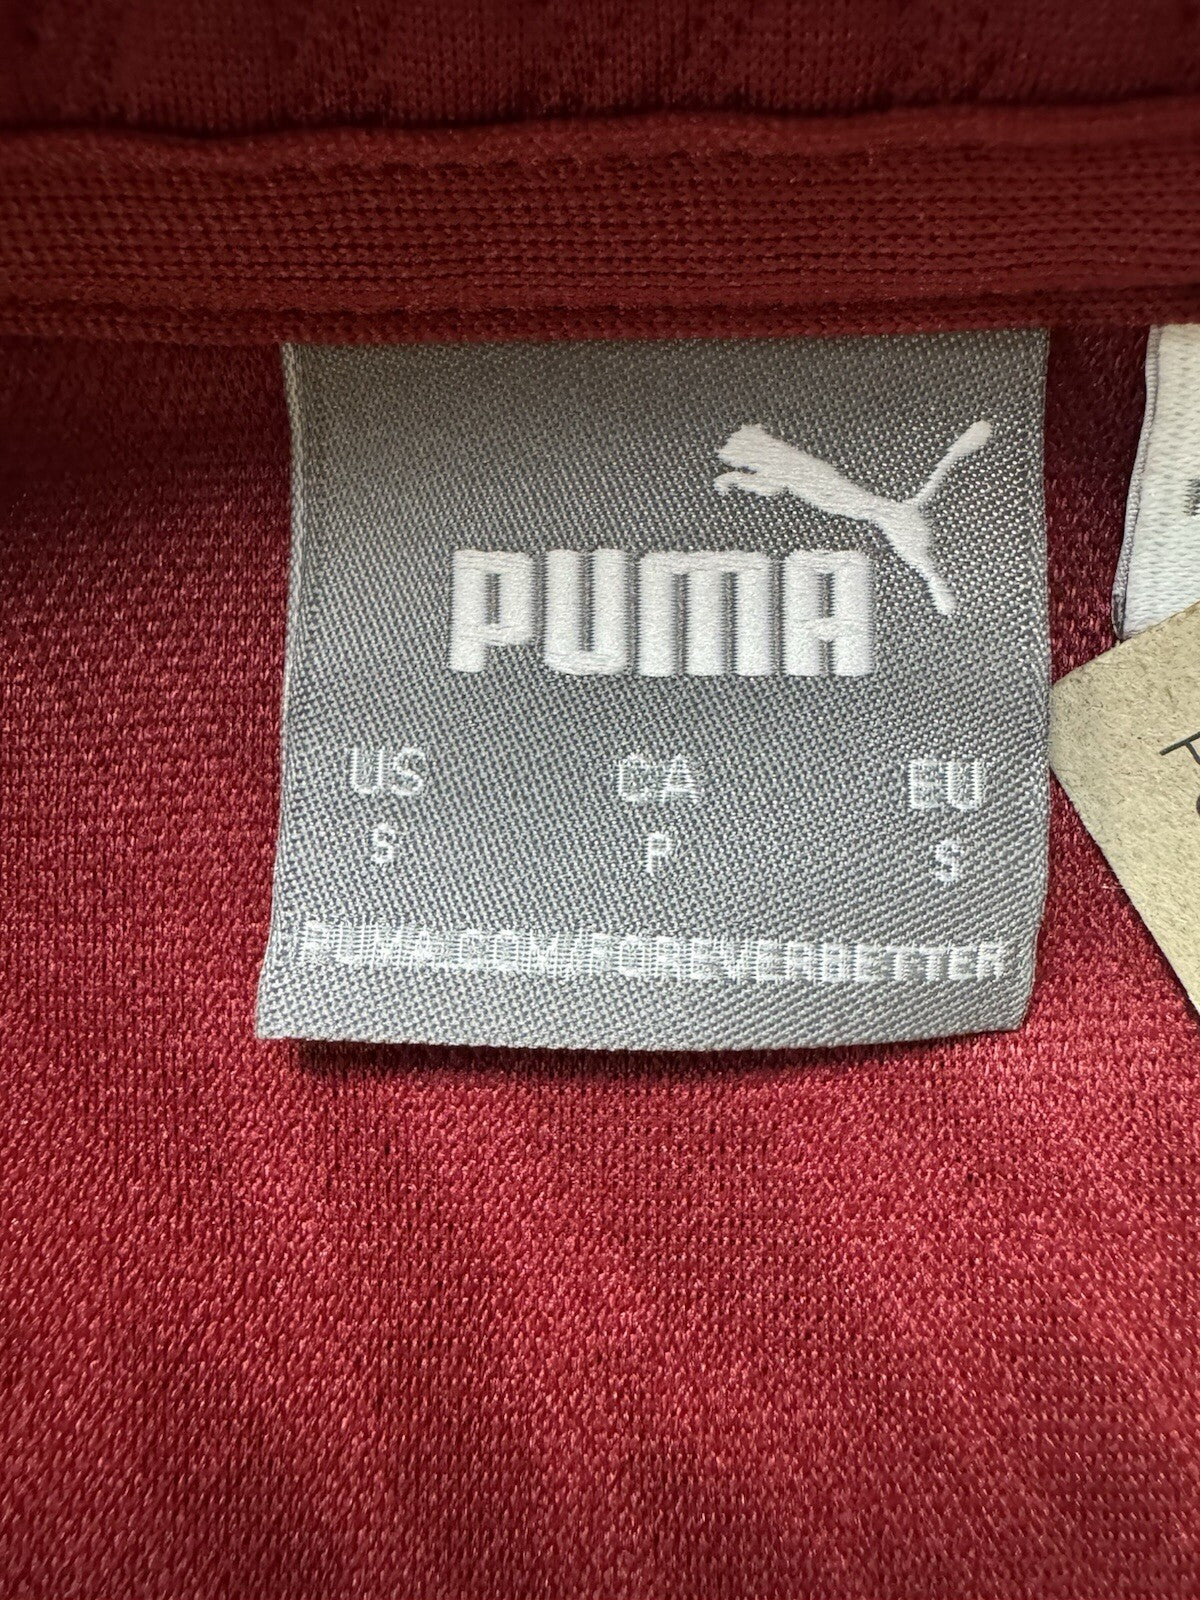 PUMA
US CA EU
S P S
PUMA.COM/FOREVERBETTER